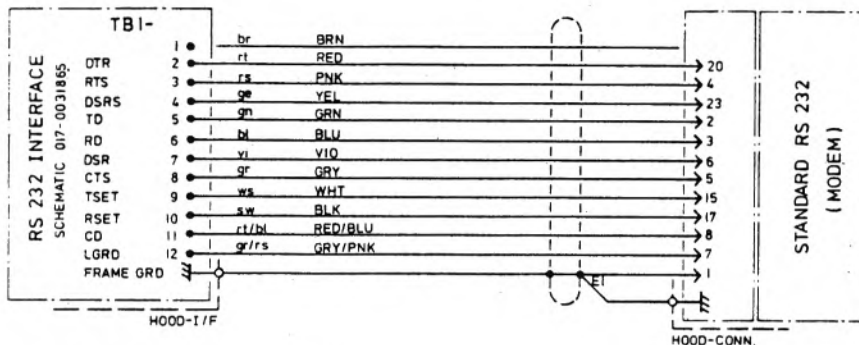 TB1-
RS 232 INTERFACE
SCHEMATIC 017-0031865
1 br BRN
DTR 2 rt RED 20
RTS 3 rs PNK 4
DSRS 4 ge YEL 23
TD 5 gn GRN 2
RD 6 bl BLU 3
DSR 7 vi VIO 6
CTS 8 gr GRY 5
TSET 9 ws WHT 15
RSET 10 sw BLK 17
CD 11 rt/bl RED/BLU 8
LGRD 12 gr/rs GRY/PNK 7
FRAME GRD E1 1
HOOD-I/F
HOOD-CONN.
STANDARD RS 232
(MODEM)